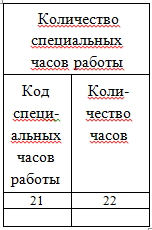 Количество
специальных
часов работы
Код
специ-
альных
часов
работы
Коли-
чество
часов
21
22